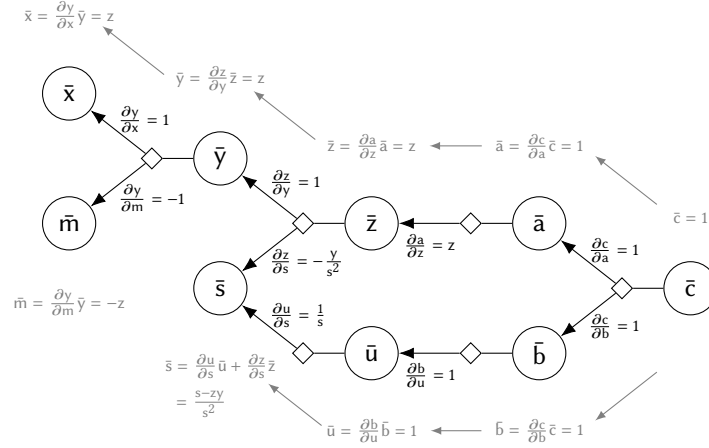 x̄ = ∂y/∂x ȳ = z
ȳ = ∂z/∂y z̄ = z
x̄
∂y/∂x = 1
z̄ = ∂a/∂z ā = z
ā = ∂c/∂a c̄ = 1
ȳ
∂y/∂m = −1
∂z/∂y = 1
m̄
z̄
ā
c̄ = 1
∂z/∂s = − y/s²
∂a/∂z = z
∂c/∂a = 1
s̄
c̄
m̄ = ∂y/∂m ȳ = −z
∂u/∂s = 1/s
∂c/∂b = 1
ū
b̄
s̄ = ∂u/∂s ū + ∂z/∂s z̄
∂b/∂u = 1
= s−zy/s²
ū = ∂b/∂u b̄ = 1
b̄ = ∂c/∂b c̄ = 1